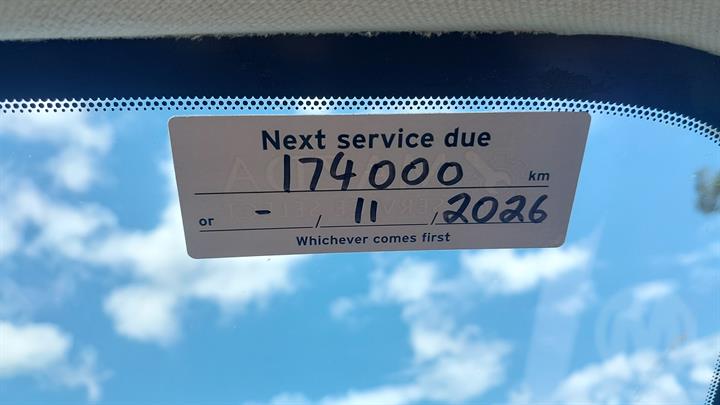 Next service due
174000 km
or - / 11 / 2026
Whichever comes first